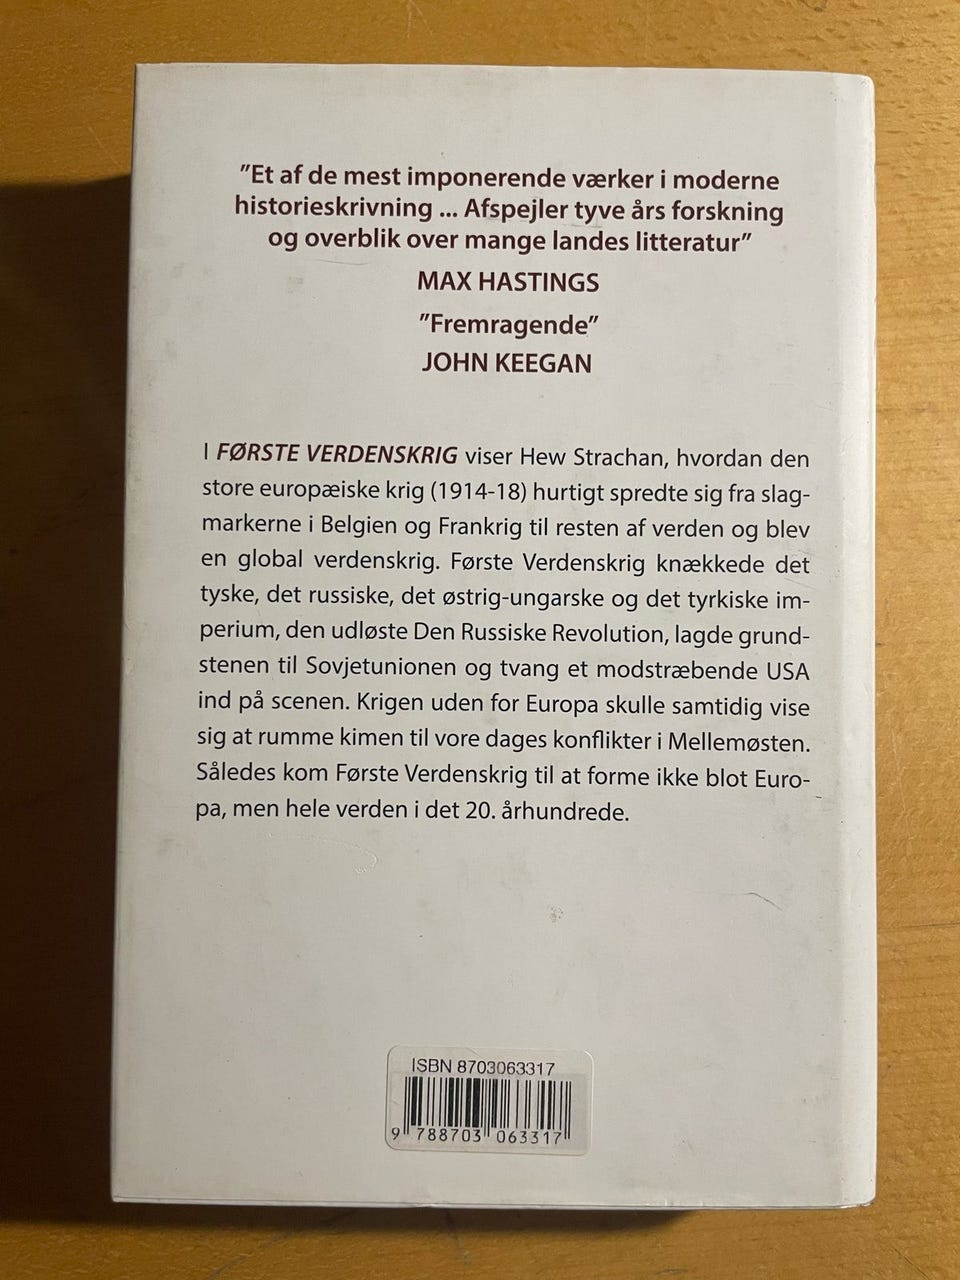 ”Et af de mest imponerende værker i moderne
historieskrivning ... Afspejler tyve års forskning
og overblik over mange landes litteratur”
MAX HASTINGS
”Fremragende”
JOHN KEEGAN
I FØRSTE VERDENSKRIG viser Hew Strachan, hvordan den
store europæiske krig (1914-18) hurtigt spredte sig fra slag-
markerne i Belgien og Frankrig til resten af verden og blev
en global verdenskrig. Første Verdenskrig knækkede det
tyske, det russiske, det østrig-ungarske og det tyrkiske im-
perium, den udløste Den Russiske Revolution, lagde grund-
stenen til Sovjetunionen og tvang et modstræbende USA
ind på scenen. Krigen uden for Europa skulle samtidig vise
sig at rumme kimen til vore dages konflikter i Mellemøsten.
Således kom Første Verdenskrig til at forme ikke blot Euro-
pa, men hele verden i det 20. århundrede.
ISBN 8703063317
9 788703 063317